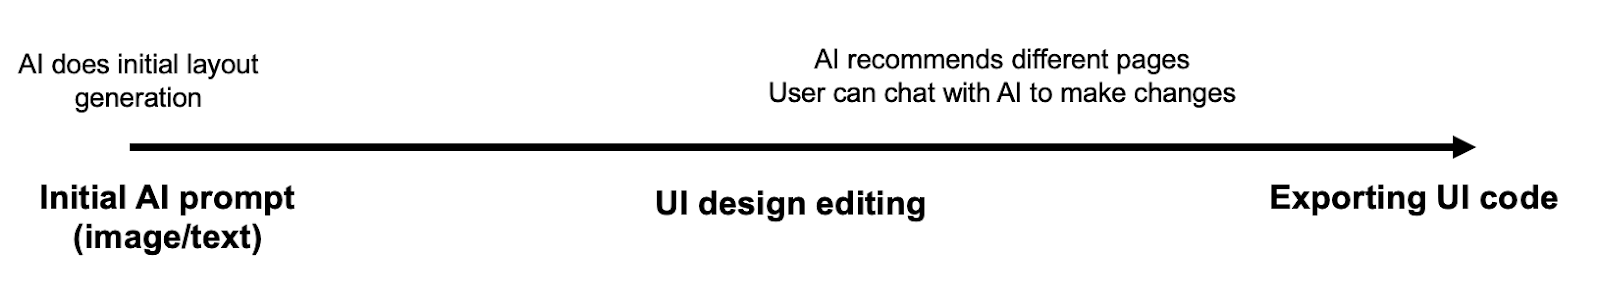 AI does initial layout
generation
AI recommends different pages
User can chat with AI to make changes
Initial AI prompt
(image/text)
UI design editing
Exporting UI code